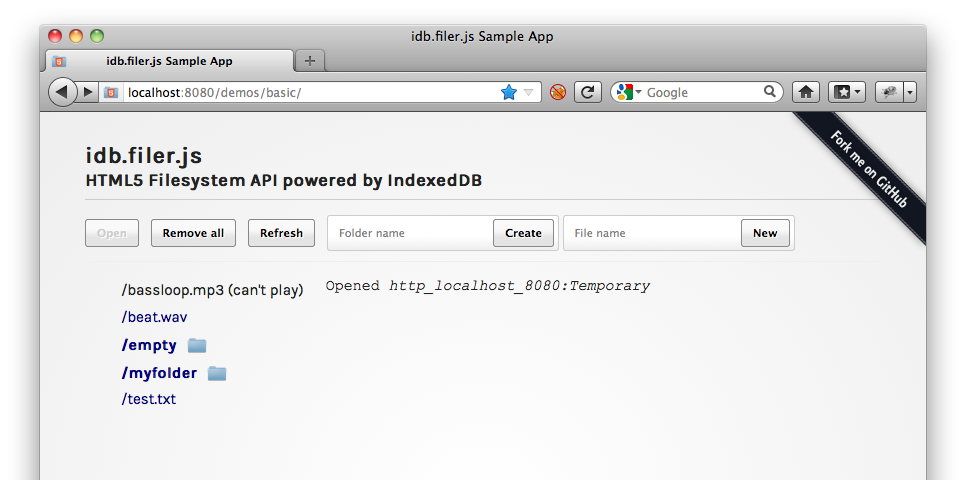 idb.filer.js Sample App
idb.filer.js Sample App
localhost:8080/demos/basic/
Google
Fork me on GitHub
idb.filer.js
HTML5 Filesystem API powered by IndexedDB
Open Remove all Refresh Folder name Create File name New
/bassloop.mp3 (can't play) Opened http_localhost_8080:Temporary
/beat.wav
/empty
/myfolder
/test.txt